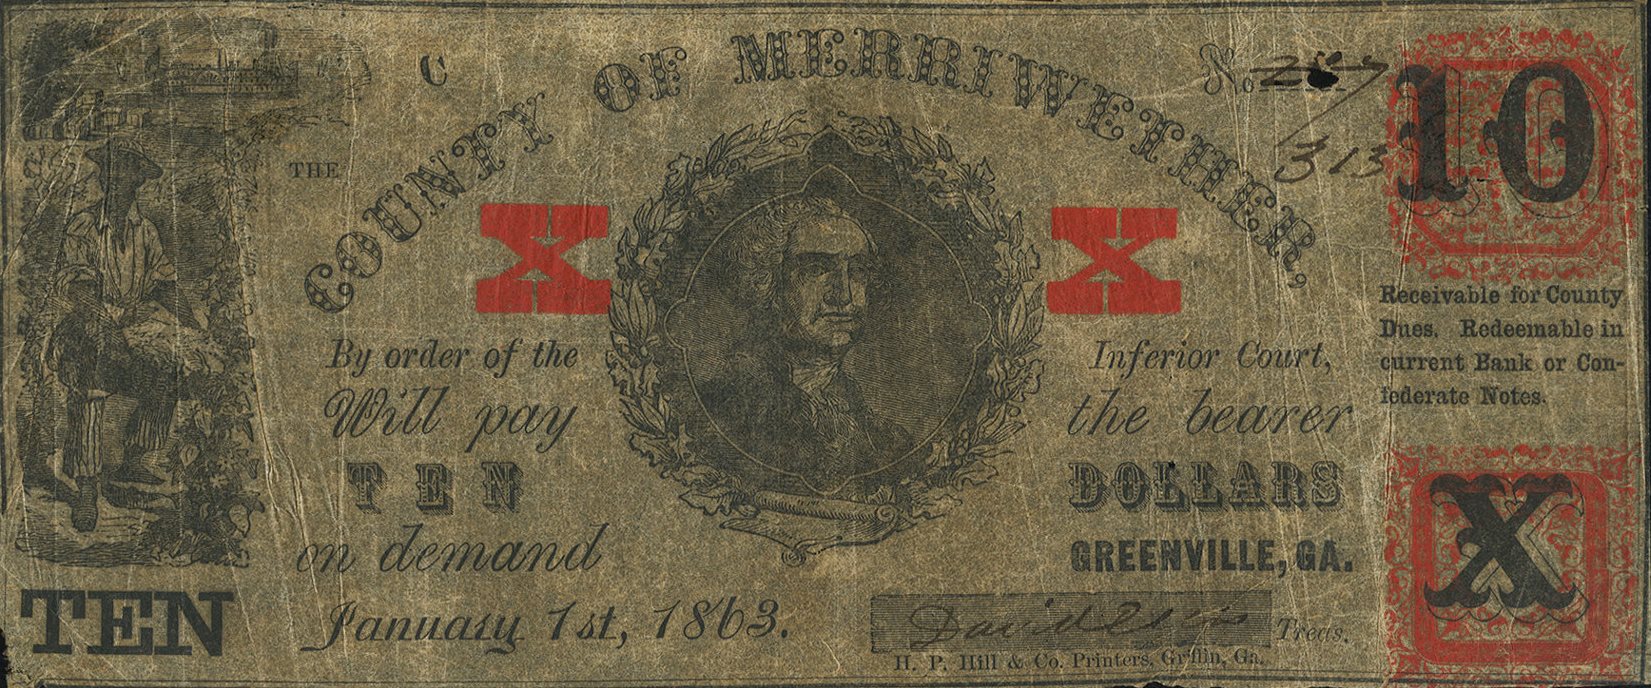 C
No 257
313
10
THE
COUNTY OF MERRIWETHER,
X X
Receivable for County
Dues. Redeemable in
current Bank or Con-
federate Notes.
By order of the Inferior Court,
Will pay the bearer
TEN DOLLARS
on demand GREENVILLE, GA.
X
TEN
January 1st, 1863.
David Treas.
H. P. Hill & Co. Printers, Griffin, Ga.